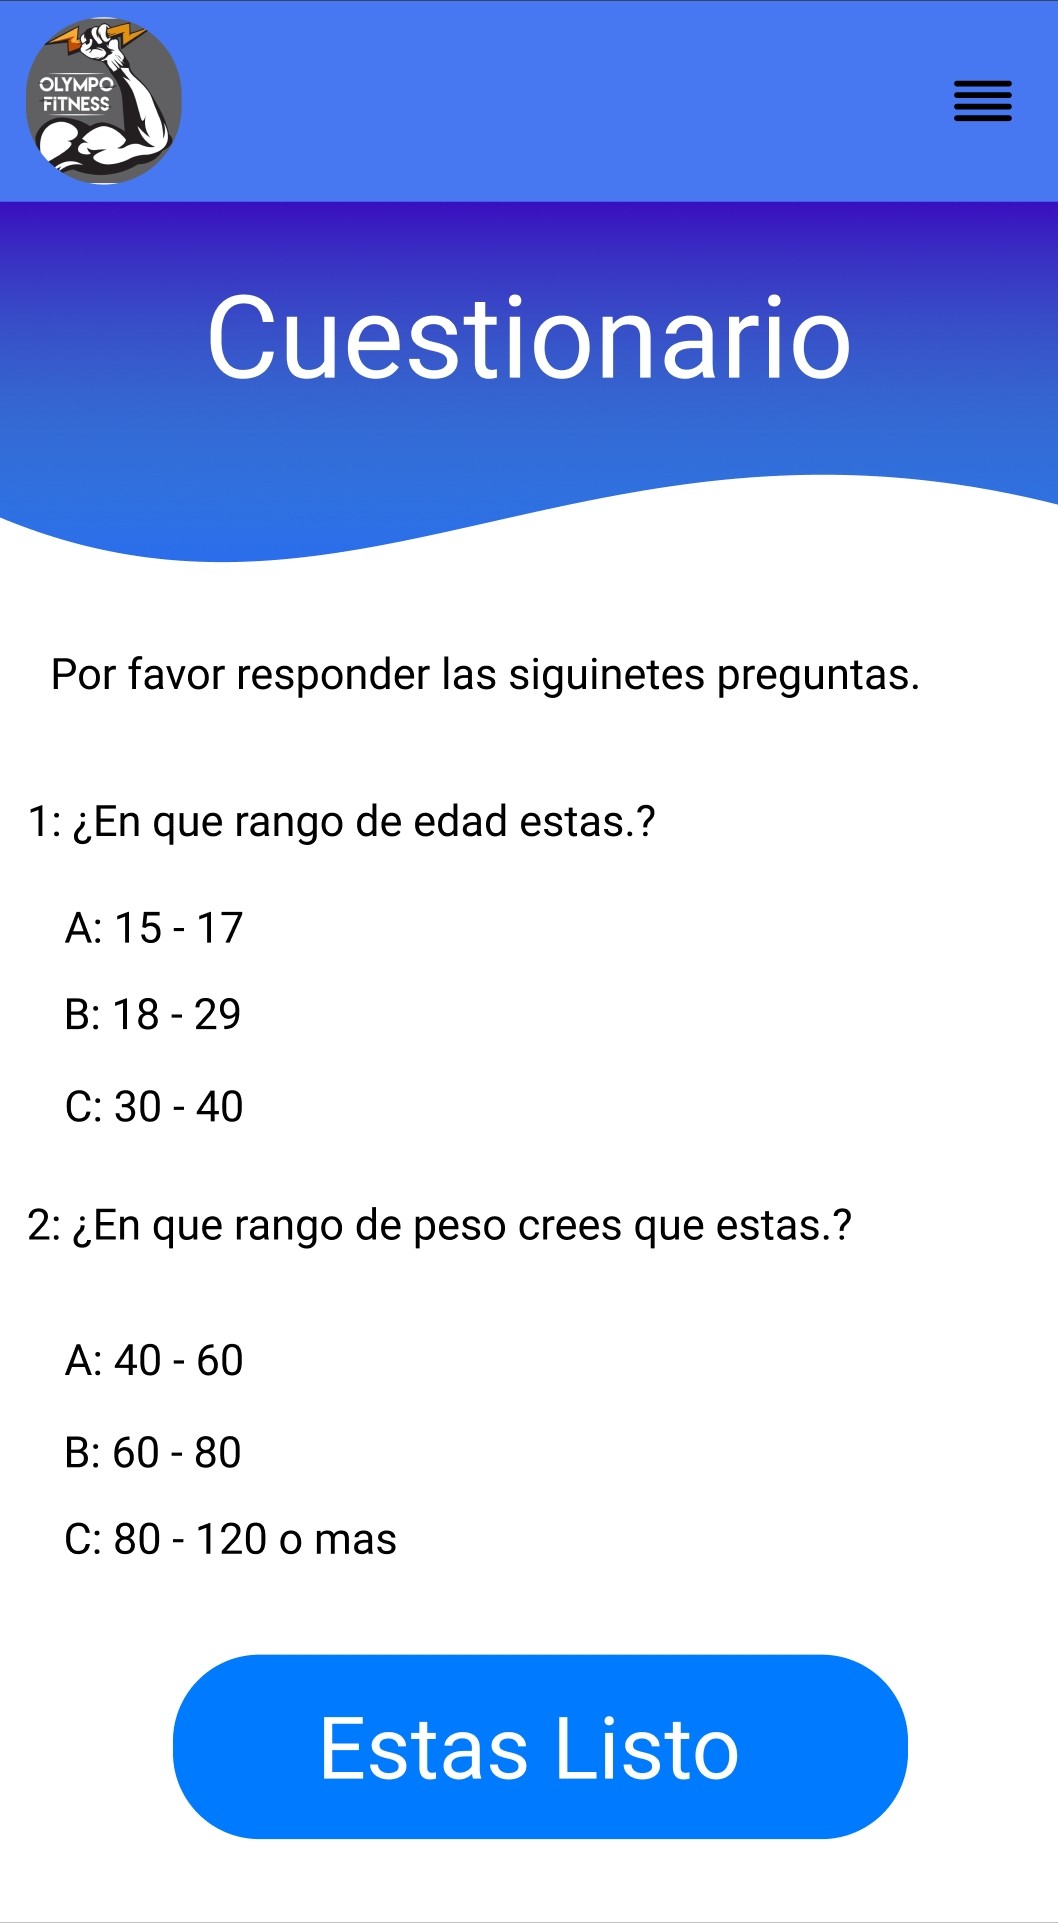 OLYMPO
FITNESS
Cuestionario
Por favor responder las siguinetes preguntas.
1: ¿En que rango de edad estas.?
A: 15 - 17
B: 18 - 29
C: 30 - 40
2: ¿En que rango de peso crees que estas.?
A: 40 - 60
B: 60 - 80
C: 80 - 120 o mas
Estas Listo